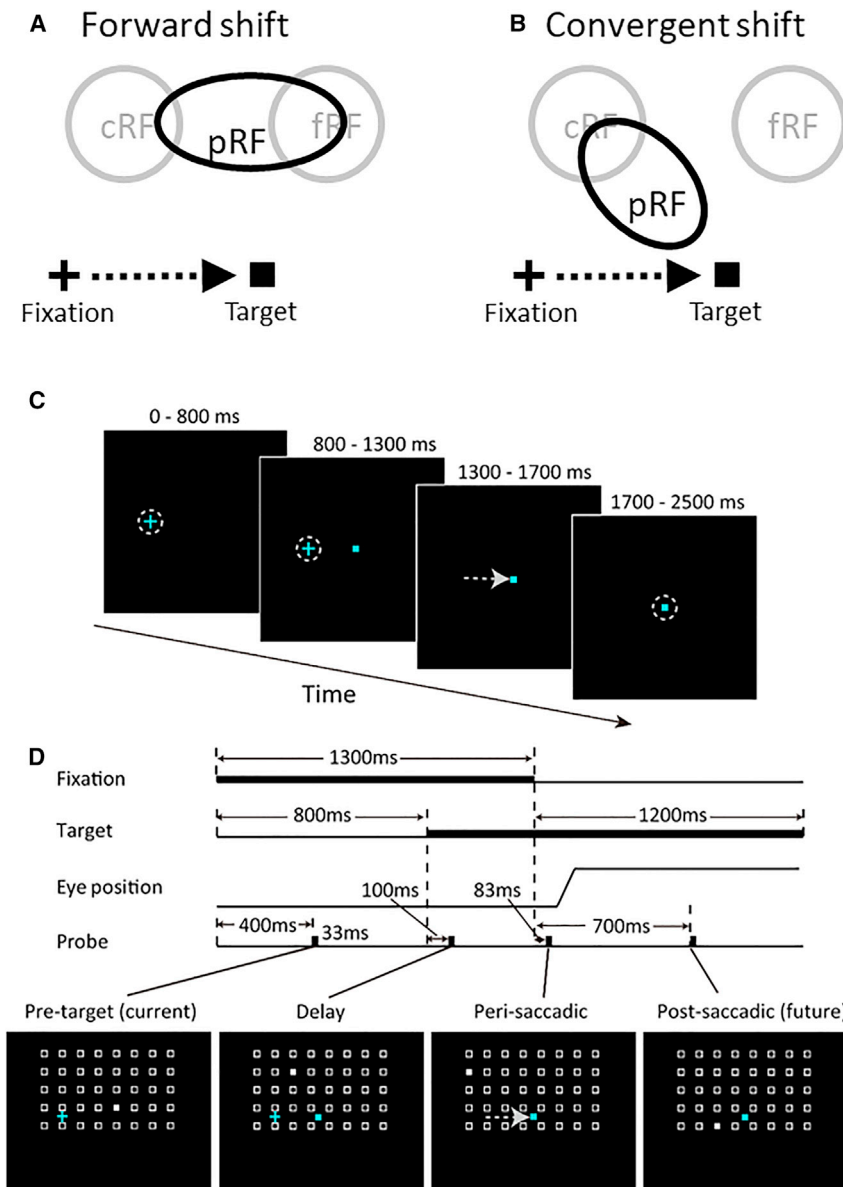 A Forward shift
B Convergent shift
cRF pRF fRF
cRF pRF fRF
Fixation Target
Fixation Target
C
0 - 800 ms
800 - 1300 ms
1300 - 1700 ms
1700 - 2500 ms
Time
D
1300ms
Fixation
800ms 1200ms
Target
Eye position
100ms 83ms
400ms 33ms 700ms
Probe
Pre-target (current) Delay Peri-saccadic Post-saccadic (future)